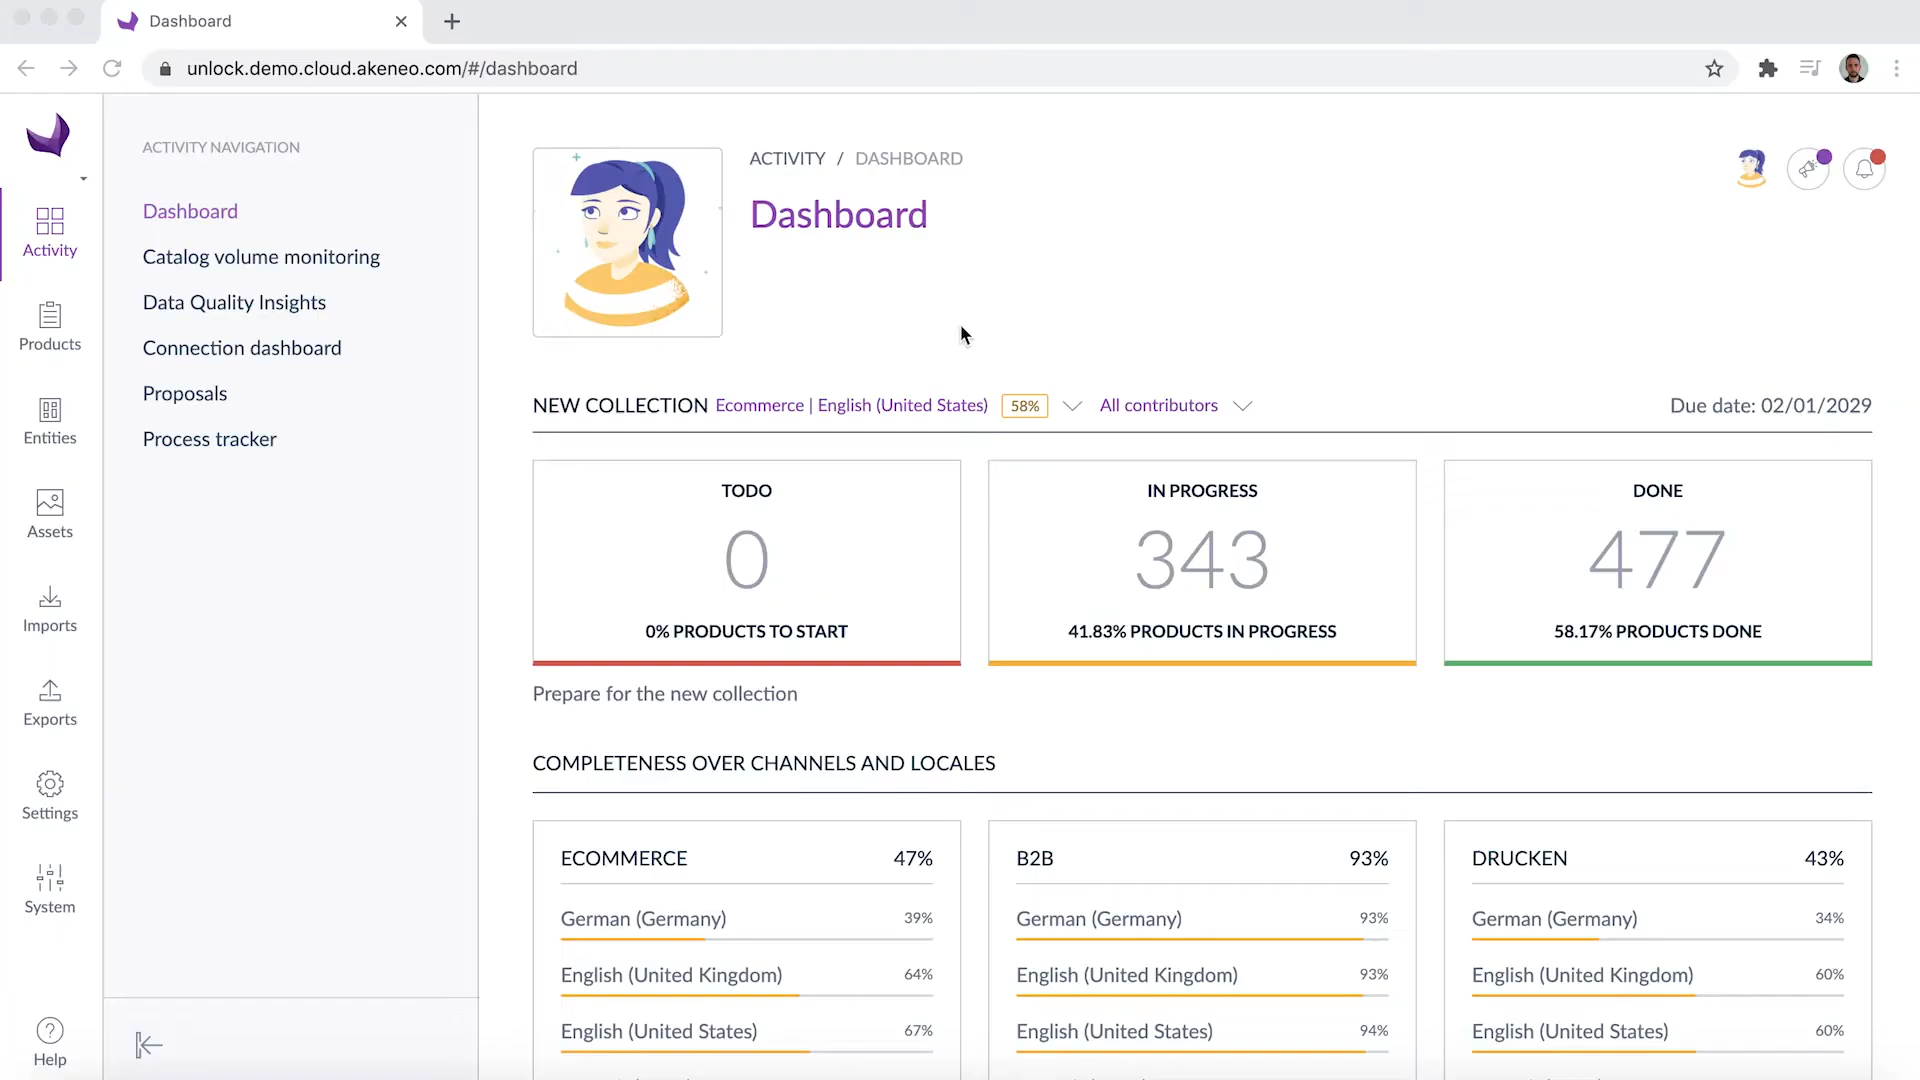 Dashboard
unlock.demo.cloud.akeneo.com/#/dashboard
Activity
Products
Entities
Assets
Imports
Exports
Settings
System
Help
ACTIVITY NAVIGATION
Dashboard
Catalog volume monitoring
Data Quality Insights
Connection dashboard
Proposals
Process tracker
ACTIVITY / DASHBOARD
Dashboard
NEW COLLECTION Ecommerce | English (United States) 58% All contributors Due date: 02/01/2029
TODO
0
0% PRODUCTS TO START
IN PROGRESS
343
41.83% PRODUCTS IN PROGRESS
DONE
477
58.17% PRODUCTS DONE
Prepare for the new collection
COMPLETENESS OVER CHANNELS AND LOCALES
ECOMMERCE 47%
German (Germany) 39%
English (United Kingdom) 64%
English (United States) 67%
B2B 93%
German (Germany) 93%
English (United Kingdom) 93%
English (United States) 94%
DRUCKEN 43%
German (Germany) 34%
English (United Kingdom) 60%
English (United States) 60%